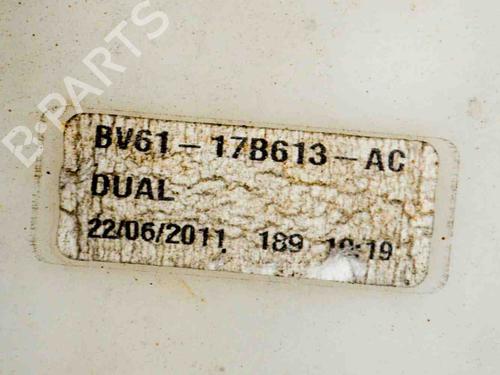 B-PARTS
BV61-17B613-AC
DUAL
22/06/2011 189 10:19